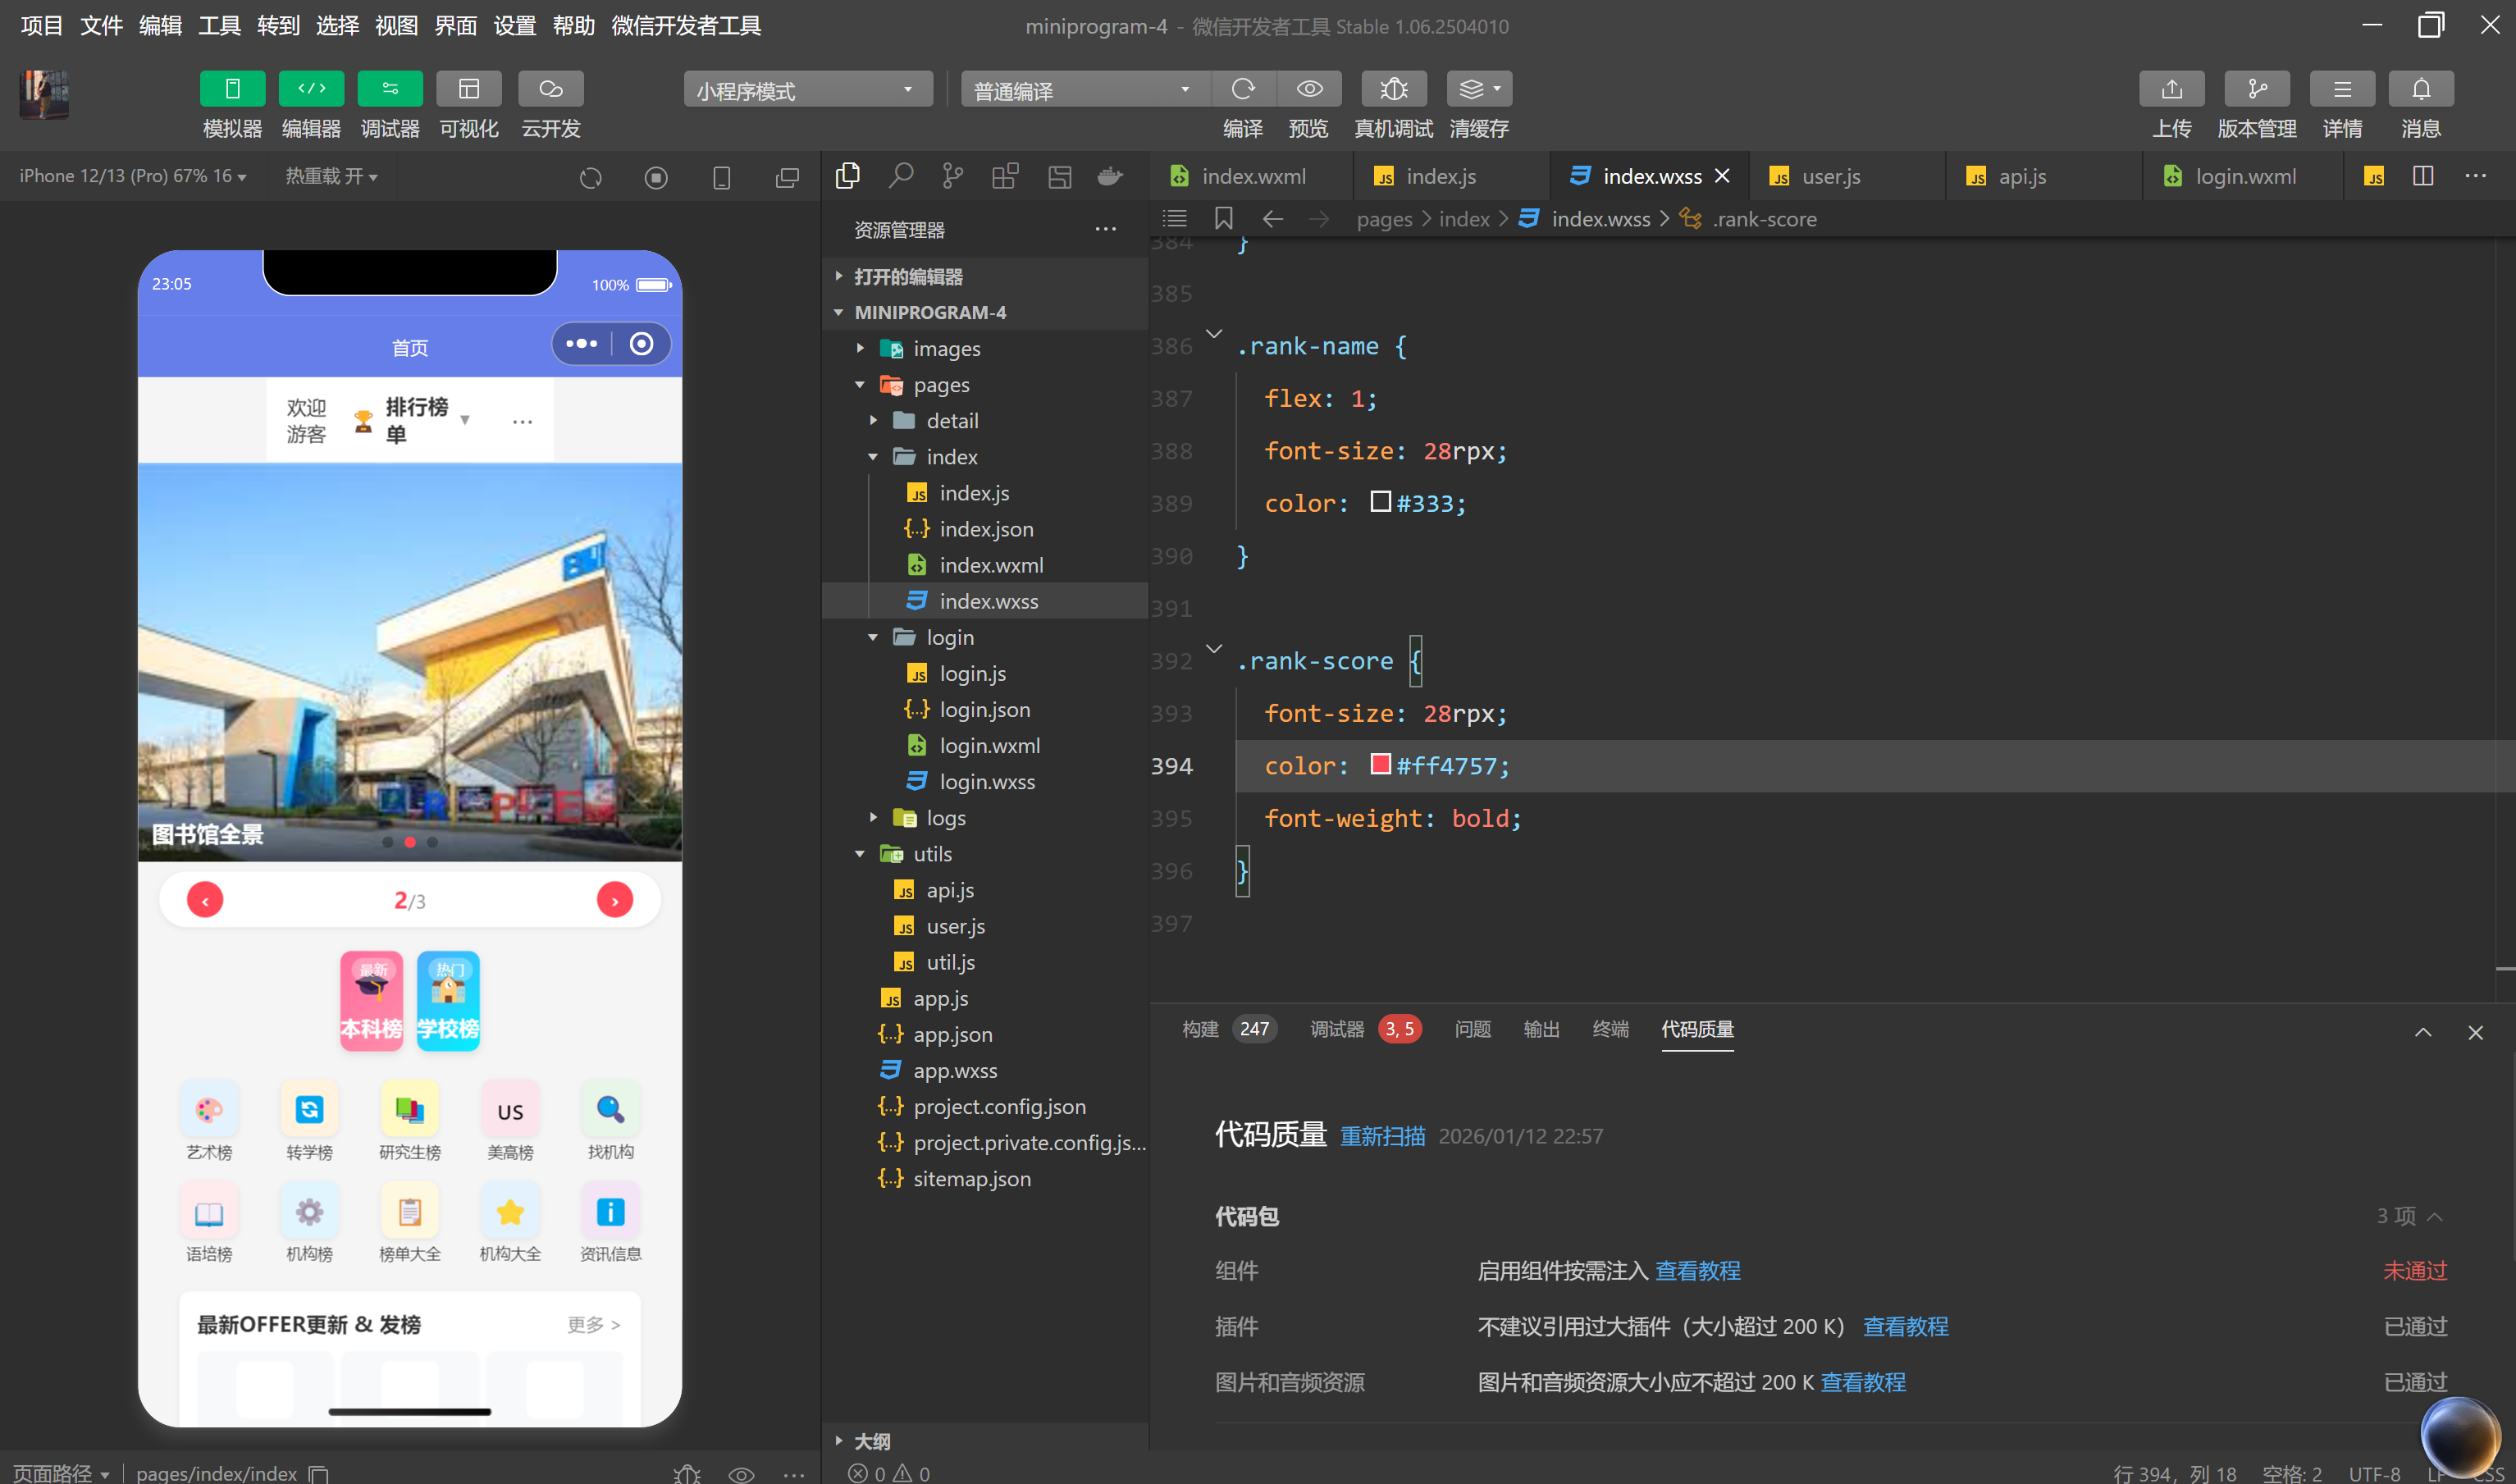 项目 文件 编辑 工具 转到 选择 视图 界面 设置 帮助 微信开发者工具
miniprogram-4 - 微信开发者工具 Stable 1.06.2504010
模拟器 编辑器 调试器 可视化 云开发
小程序模式
普通编译
编译 预览 真机调试 清缓存
上传 版本管理 详情 消息
iPhone 12/13 (Pro) 67% 16
热重载 开
23:05
100%
首页
欢迎
游客
排行榜
单
图书馆全景
2/3
最新
本科榜
热门
学校榜
艺术榜 转学榜 研究生榜 美高榜 找机构
US
语培榜 机构榜 榜单大全 机构大全 资讯信息
最新OFFER更新 & 发榜
更多 >
页面路径
pages/index/index
资源管理器
打开的编辑器
MINIPROGRAM-4
images
pages
detail
index
index.js
index.json
index.wxml
index.wxss
login
login.js
login.json
login.wxml
login.wxss
logs
utils
api.js
user.js
util.js
app.js
app.json
app.wxss
project.config.json
project.private.config.js...
sitemap.json
大纲
0 0
index.wxml index.js index.wxss user.js api.js login.wxml
pages > index > index.wxss > .rank-score
384 }
385
386 .rank-name {
387 flex: 1;
388 font-size: 28rpx;
389 color: #333;
390 }
391
392 .rank-score {
393 font-size: 28rpx;
394 color: #ff4757;
395 font-weight: bold;
396 }
397
构建 247 调试器 3, 5 问题 输出 终端 代码质量
代码质量 重新扫描 2026/01/12 22:57
代码包 3 项
组件 启用组件按需注入 查看教程 未通过
插件 不建议引用过大插件（大小超过 200 K） 查看教程 已通过
图片和音频资源 图片和音频资源大小应不超过 200 K 查看教程 已通过
行 394，列 18 空格: 2 UTF-8